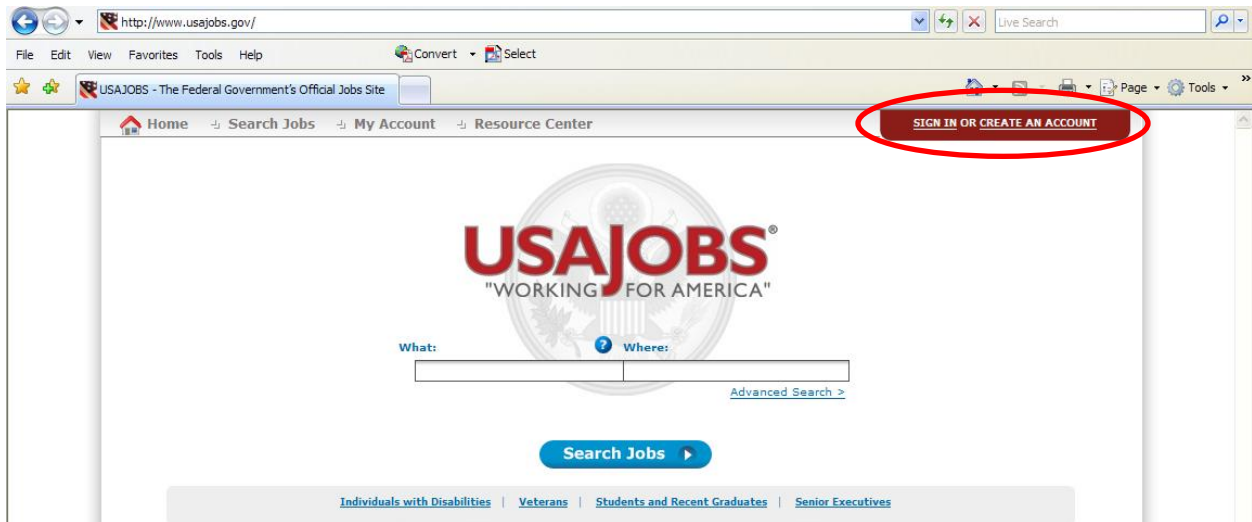 http://www.usajobs.gov/
Live Search
File Edit View Favorites Tools Help Convert Select
USAJOBS - The Federal Government's Official Jobs Site
Page Tools »
Home Search Jobs My Account Resource Center
SIGN IN OR CREATE AN ACCOUNT
USAJOBS®
"WORKING FOR AMERICA"
What: ? Where:
Advanced Search >
Search Jobs
Individuals with Disabilities | Veterans | Students and Recent Graduates | Senior Executives